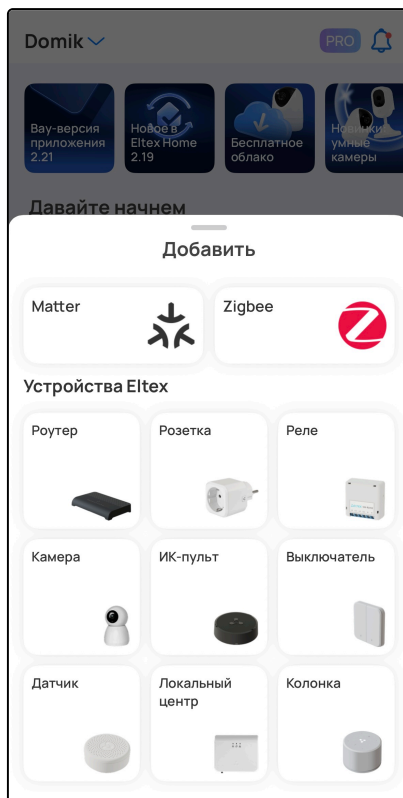 Domik
PRO
Вау-версия
приложения
2.21
Новое в
Eltex Home
2.19
Бесплатное
облако
Новинки
умные
камеры
Давайте начнем
Добавить
Matter
Zigbee
Устройства Eltex
Роутер
Розетка
Реле
Камера
ИК-пульт
Выключатель
Датчик
Локальный
центр
Колонка